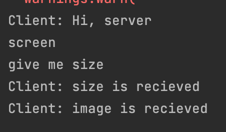 warnings.warn(
Client: Hi, server
screen
give me size
Client: size is recieved
Client: image is recieved